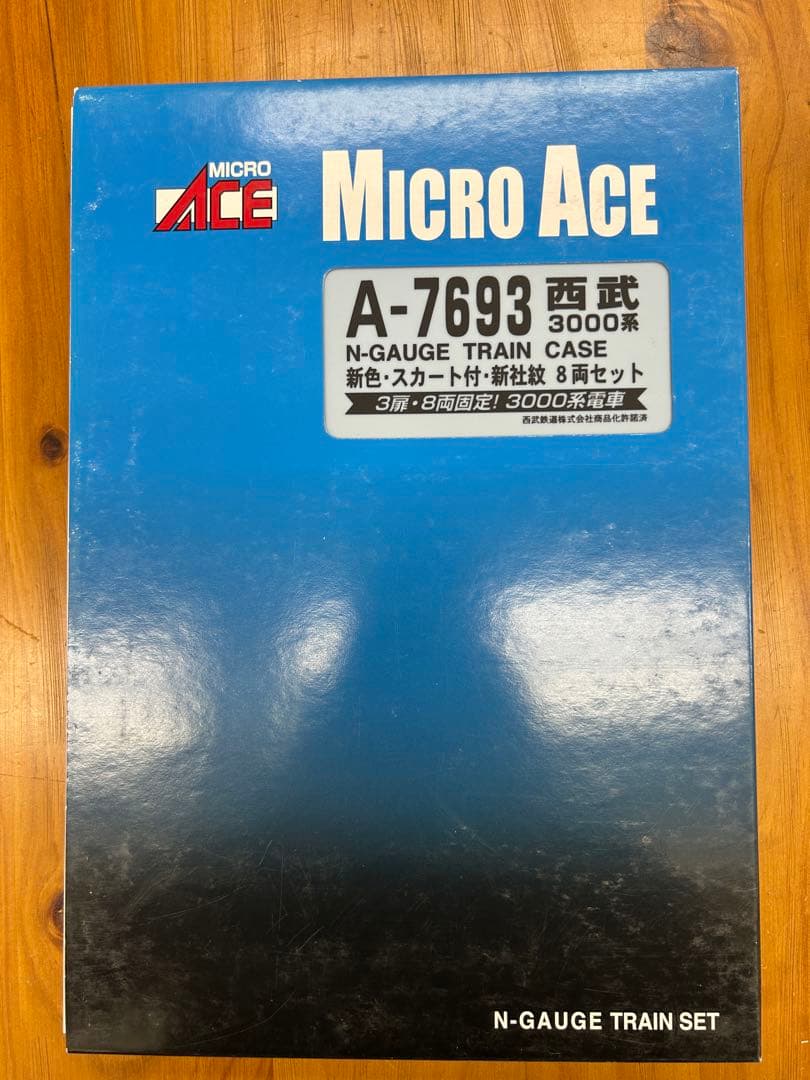 MICRO
ACE
MICRO ACE
A-7693 西武
3000系
N-GAUGE TRAIN CASE
新色・スカート付・新社紋 8両セット
3扉・8両固定! 3000系電車
西武鉄道株式会社商品化許諾済
N-GAUGE TRAIN SET